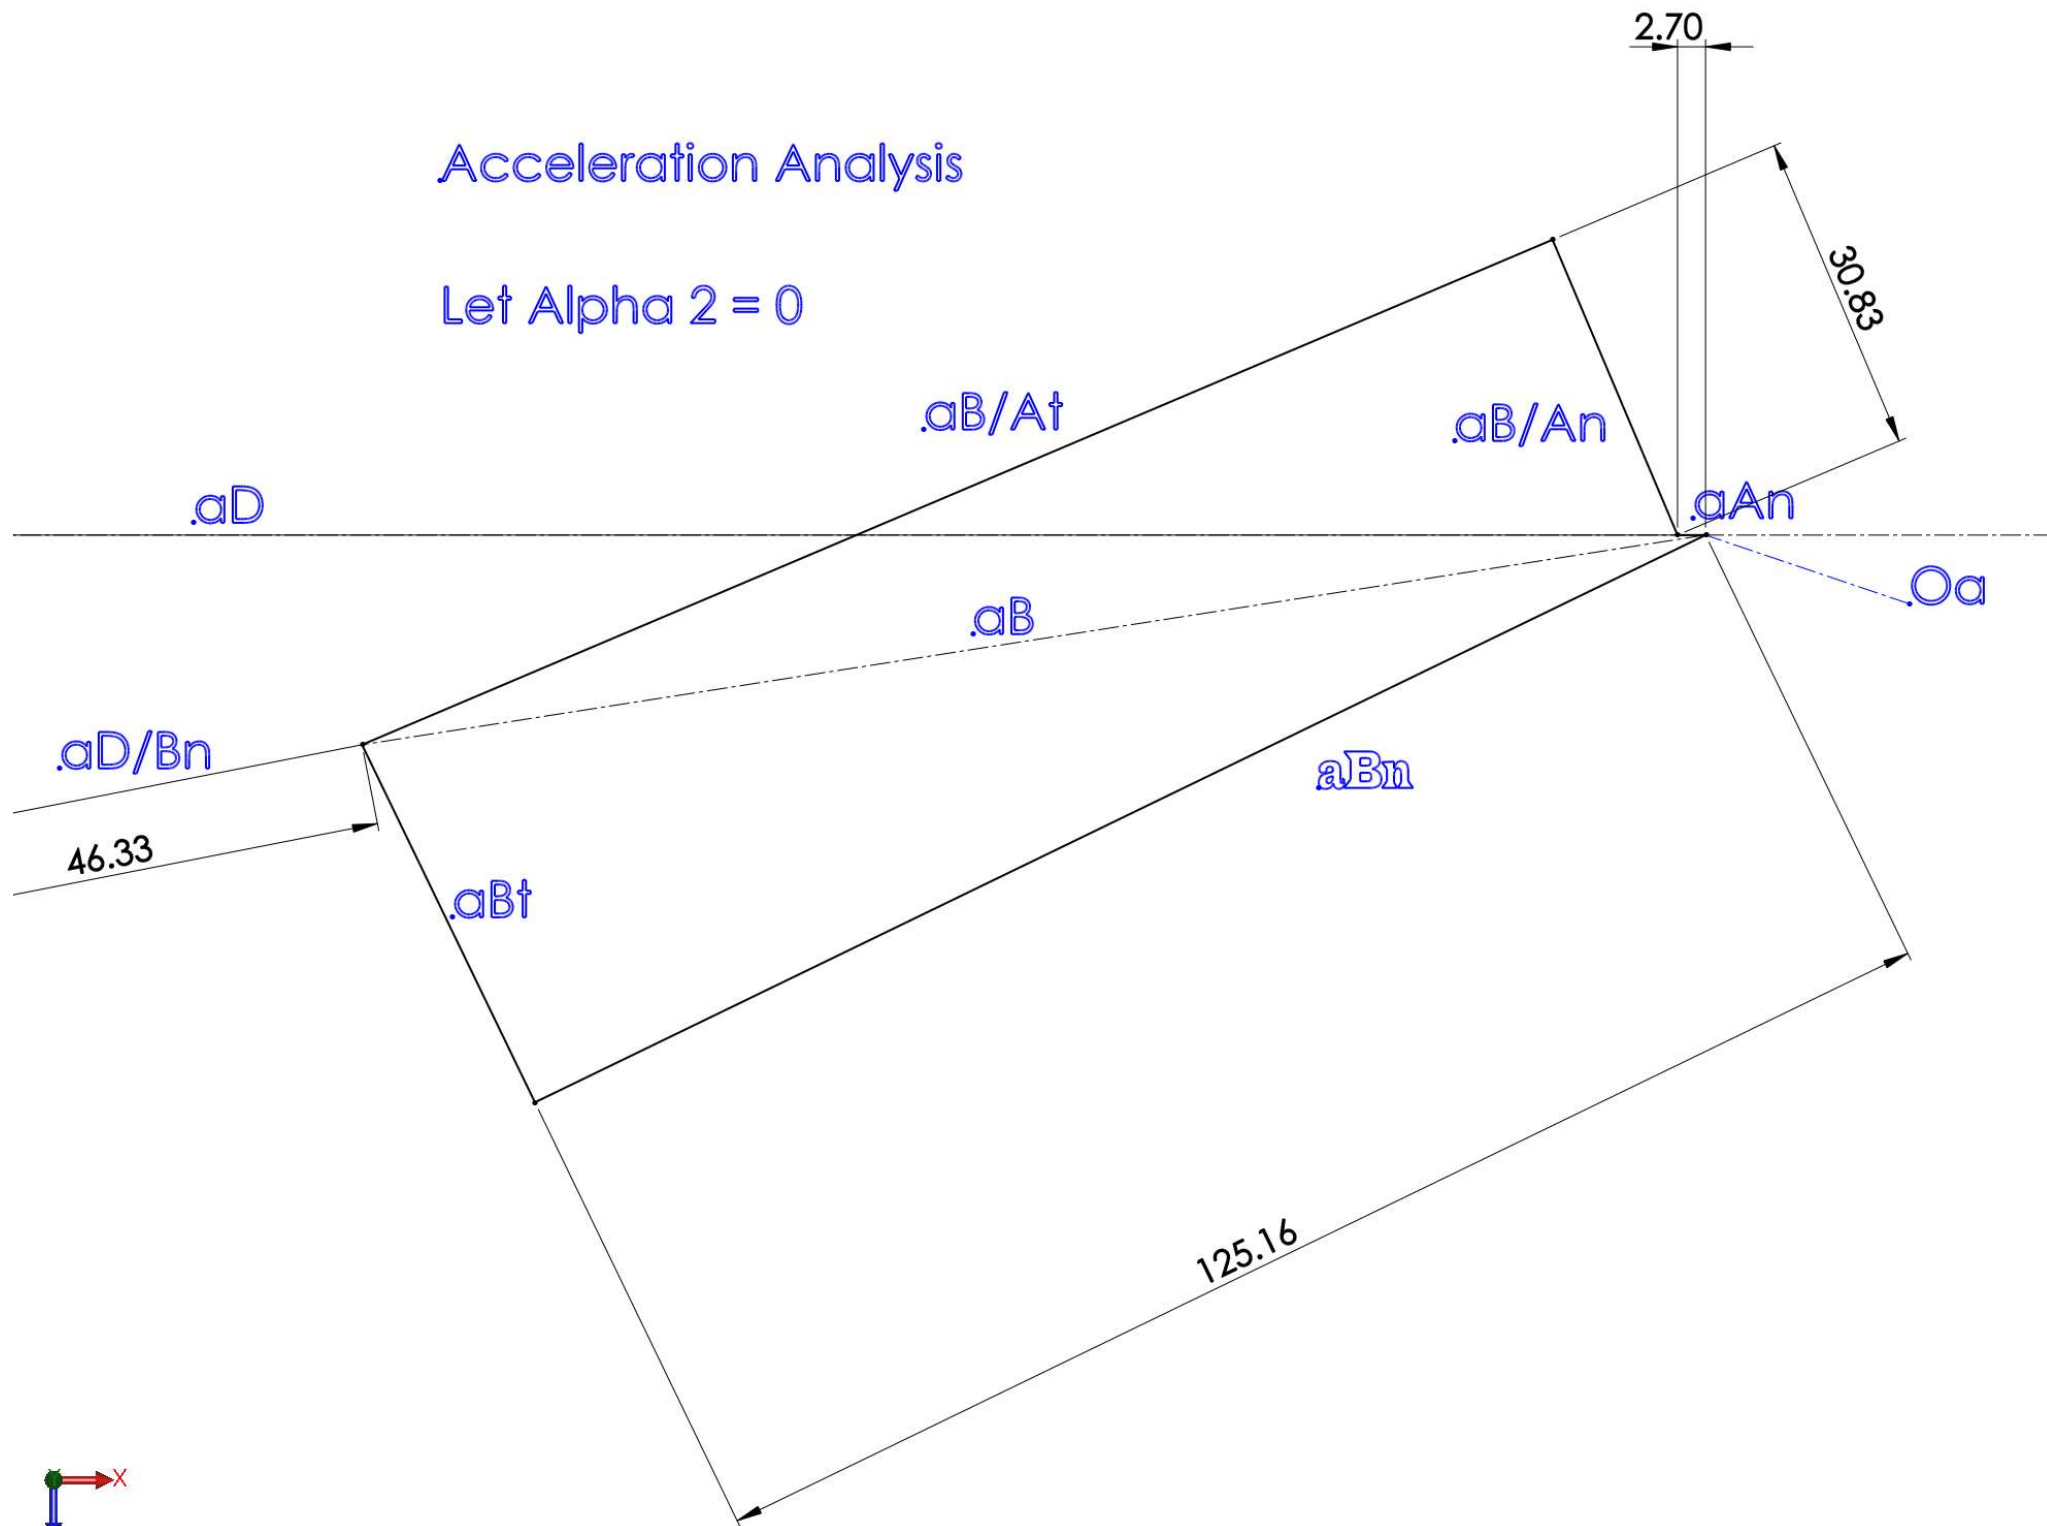 2.70
.Acceleration Analysis
30.83
Let Alpha 2 = 0
.aB/At
.aB/An
.aD
.aAn
.Oa
.aB
.aD/Bn
.aBn
46.33
.aBt
125.16
X